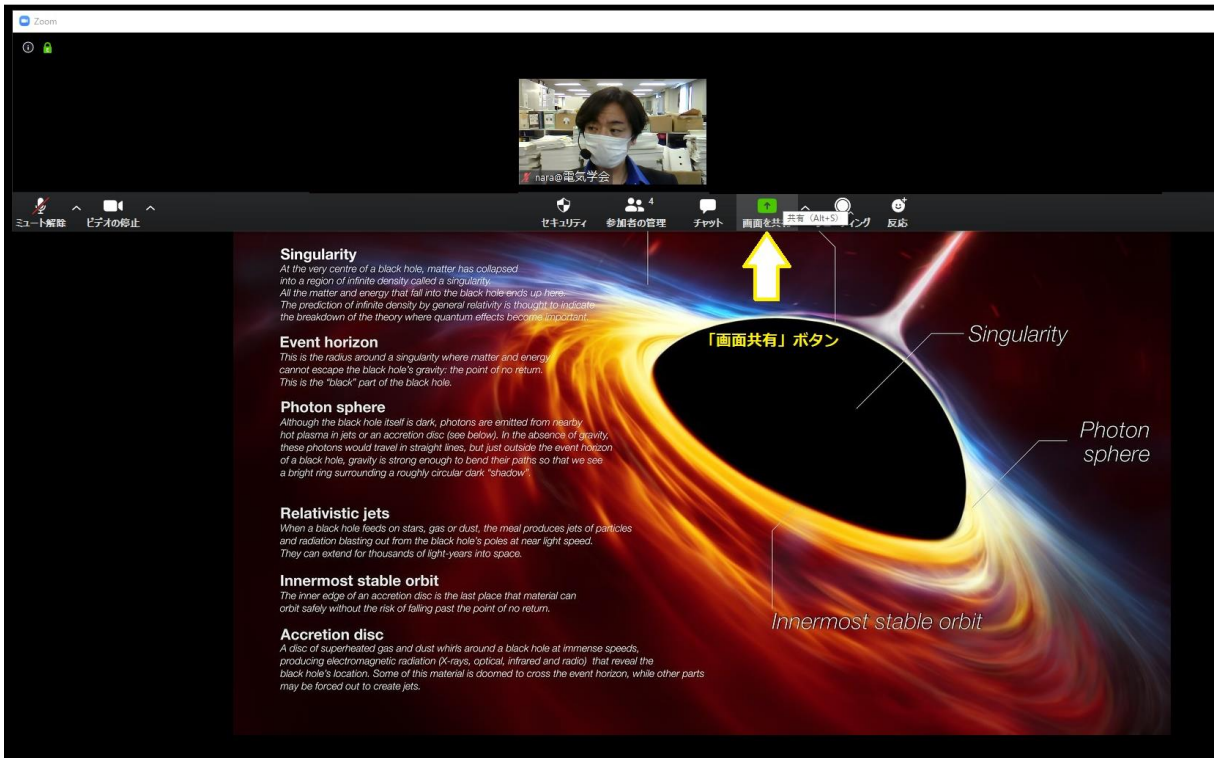 Zoom
nara@電気学会
ミュート解除
ビデオの停止
セキュリティ
参加者の管理
4
チャット
画面を共有
共有（Alt+S）
反応
「画面共有」ボタン
Singularity
At the very centre of a black hole, matter has collapsed
into a region of infinite density called a singularity.
All the matter and energy that fall into the black hole ends up here.
The prediction of infinite density by general relativity is thought to indicate
the breakdown of the theory where quantum effects become important.
Event horizon
This is the radius around a singularity where matter and energy
cannot escape the black hole's gravity: the point of no return.
This is the "black" part of the black hole.
Photon sphere
Although the black hole itself is dark, photons are emitted from nearby
hot plasma in jets or an accretion disc (see below). In the absence of gravity,
these photons would travel in straight lines, but just outside the event horizon
of a black hole, gravity is strong enough to bend their paths so that we see
a bright ring surrounding a roughly circular dark "shadow".
Relativistic jets
When a black hole feeds on stars, gas or dust, the meal produces jets of particles
and radiation blasting out from the black hole's poles at near light speed.
They can extend for thousands of light-years into space.
Innermost stable orbit
The inner edge of an accretion disc is the last place that material can
orbit safely without the risk of falling past the point of no return.
Accretion disc
A disc of superheated gas and dust whirls around a black hole at immense speeds,
producing electromagnetic radiation (X-rays, optical, infrared and radio) that reveal the
black hole's location. Some of this material is doomed to cross the event horizon, while other parts
may be forced out to create jets.
Singularity
Photon
sphere
Innermost stable orbit